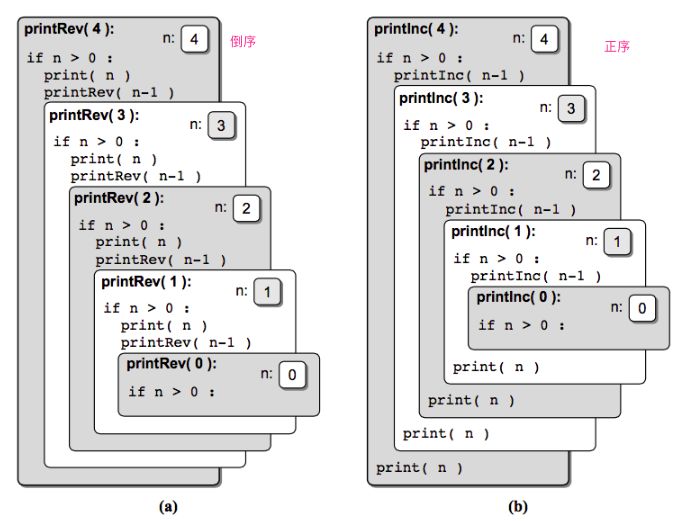 printRev( 4 ):
n: 4
倒序
if n > 0 :
print( n )
printRev( n-1 )
printRev( 3 ):
n: 3
if n > 0 :
print( n )
printRev( n-1 )
printRev( 2 ):
n: 2
if n > 0 :
print( n )
printRev( n-1 )
printRev( 1 ):
n: 1
if n > 0 :
print( n )
printRev( n-1 )
printRev( 0 ):
n: 0
if n > 0 :
(a)
printInc( 4 ):
n: 4
正序
if n > 0 :
printInc( n-1 )
printInc( 3 ):
n: 3
if n > 0 :
printInc( n-1 )
printInc( 2 ):
n: 2
if n > 0 :
printInc( n-1 )
printInc( 1 ):
n: 1
if n > 0 :
printInc( n-1 )
printInc( 0 ):
n: 0
if n > 0 :
print( n )
print( n )
print( n )
print( n )
(b)